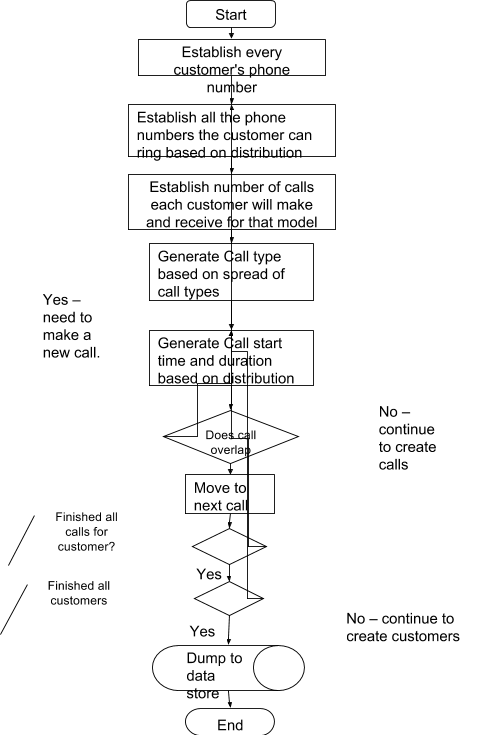 Start
Establish every
customer's phone
number
Establish all the phone
numbers the customer can
ring based on distribution
Establish number of calls
each customer will make
and receive for that model
Generate Call type
based on spread of
call types
Yes –
need to
make a
new call.
Generate Call start
time and duration
based on distribution
No –
continue
to create
calls
Does call
overlap
Move to
next call
Finished all
calls for
customer?
Yes
Finished all
customers
No – continue to
create customers
Yes
Dump to
data
store
End